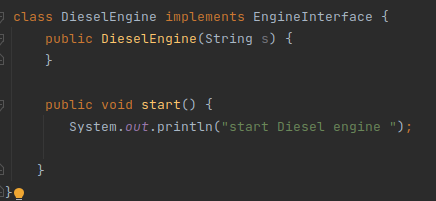 class DieselEngine implements EngineInterface {
public DieselEngine(String s) {
}
public void start() {
System.out.println("start Diesel engine ");
}
}